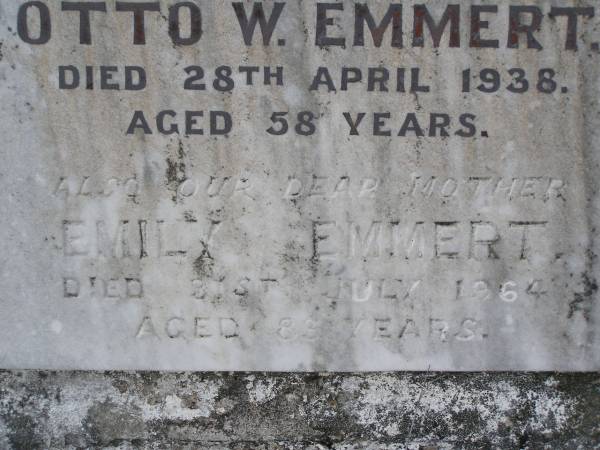 OTTO W. EMMERT.
DIED 28TH APRIL 1938.
AGED 58 YEARS.
ALSO OUR DEAR MOTHER
EMILY EMMERT.
DIED 31ST JULY 1964
AGED YEARS.